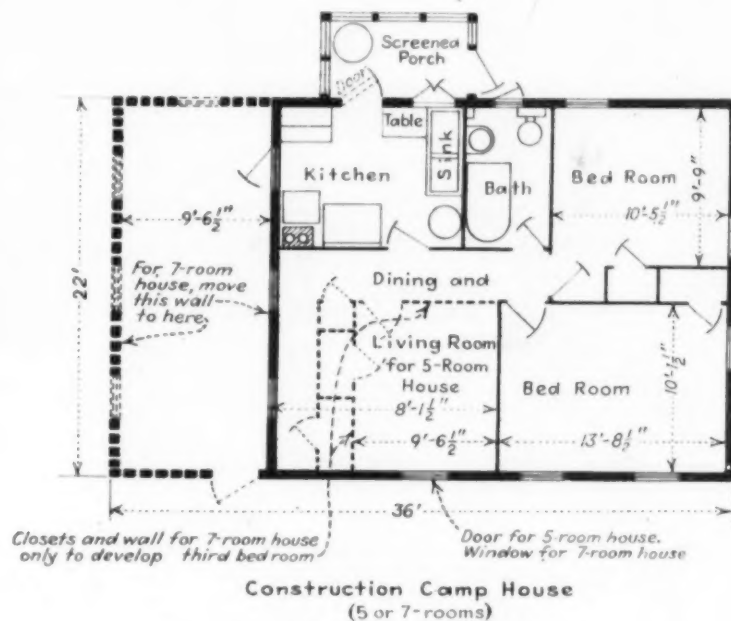 Screened
Porch
Door
Table
Sink
Kitchen
Bath
Bed Room
9'-9"
10'-5½"
9'-6½"
22'
For 7-room
house, move
this wall
to here
Dining and
Living Room
for 5-Room
House
8'-1½"
9'-6½"
Bed Room
10'-1½"
13'-8½"
36'
Closets and wall for 7-room house
only to develop third bedroom
Door for 5-room house.
Window for 7-room house
Construction Camp House
(5 or 7-rooms)